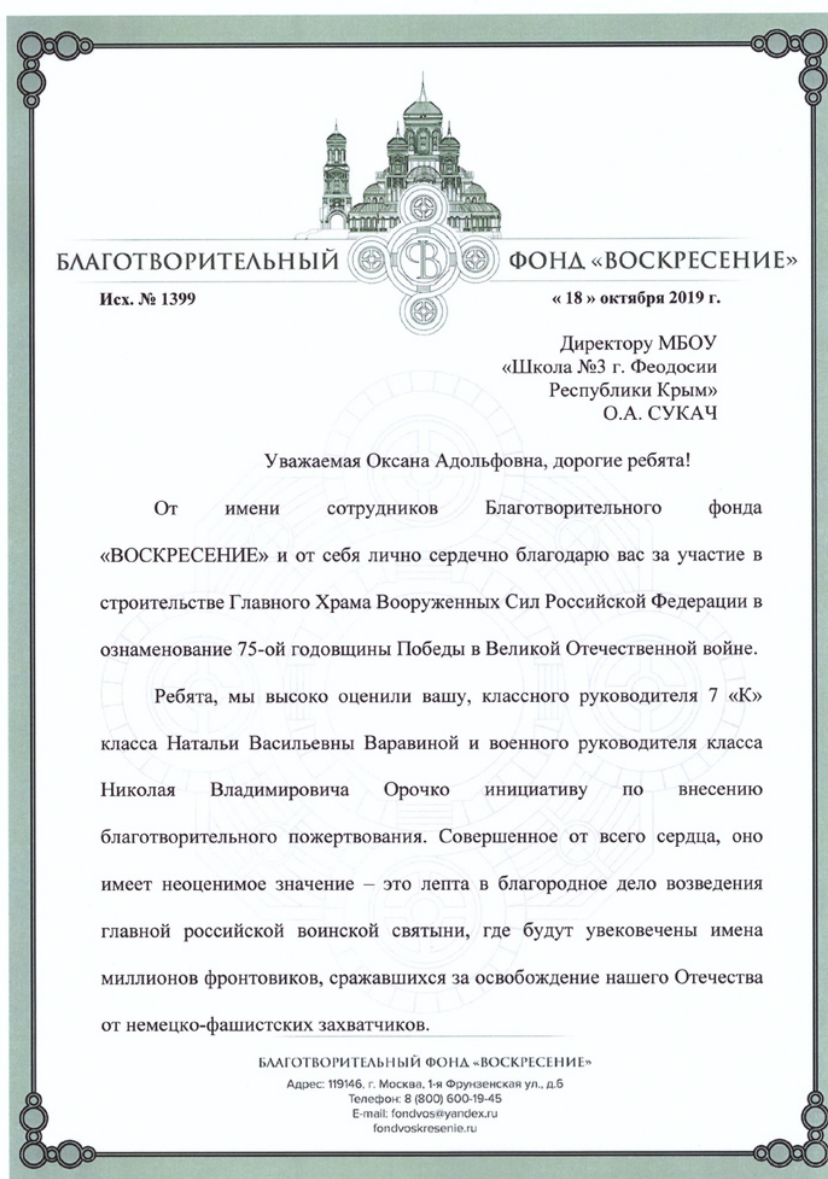 БЛАГОТВОРИТЕЛЬНЫЙ ФОНД «ВОСКРЕСЕНИЕ»
Исх. № 1399 « 18 » октября 2019 г.
Директору МБОУ
«Школа №3 г. Феодосии
Республики Крым»
О.А. СУКАЧ
Уважаемая Оксана Адольфовна, дорогие ребята!
От имени сотрудников Благотворительного фонда
«ВОСКРЕСЕНИЕ» и от себя лично сердечно благодарю вас за участие в
строительстве Главного Храма Вооруженных Сил Российской Федерации в
ознаменование 75-ой годовщины Победы в Великой Отечественной войне.
Ребята, мы высоко оценили вашу, классного руководителя 7 «К»
класса Натальи Васильевны Варавиной и военного руководителя класса
Николая Владимировича Орочко инициативу по внесению
благотворительного пожертвования. Совершенное от всего сердца, оно
имеет неоценимое значение – это лепта в благородное дело возведения
главной российской воинской святыни, где будут увековечены имена
миллионов фронтовиков, сражавшихся за освобождение нашего Отечества
от немецко-фашистских захватчиков.
БЛАГОТВОРИТЕЛЬНЫЙ ФОНД «ВОСКРЕСЕНИЕ»
Адрес: 119146, г. Москва, 1-я Фрунзенская ул., д.6
Телефон: 8 (800) 600-19-45
E-mail: fondvos@yandex.ru
fondvoskresenie.ru